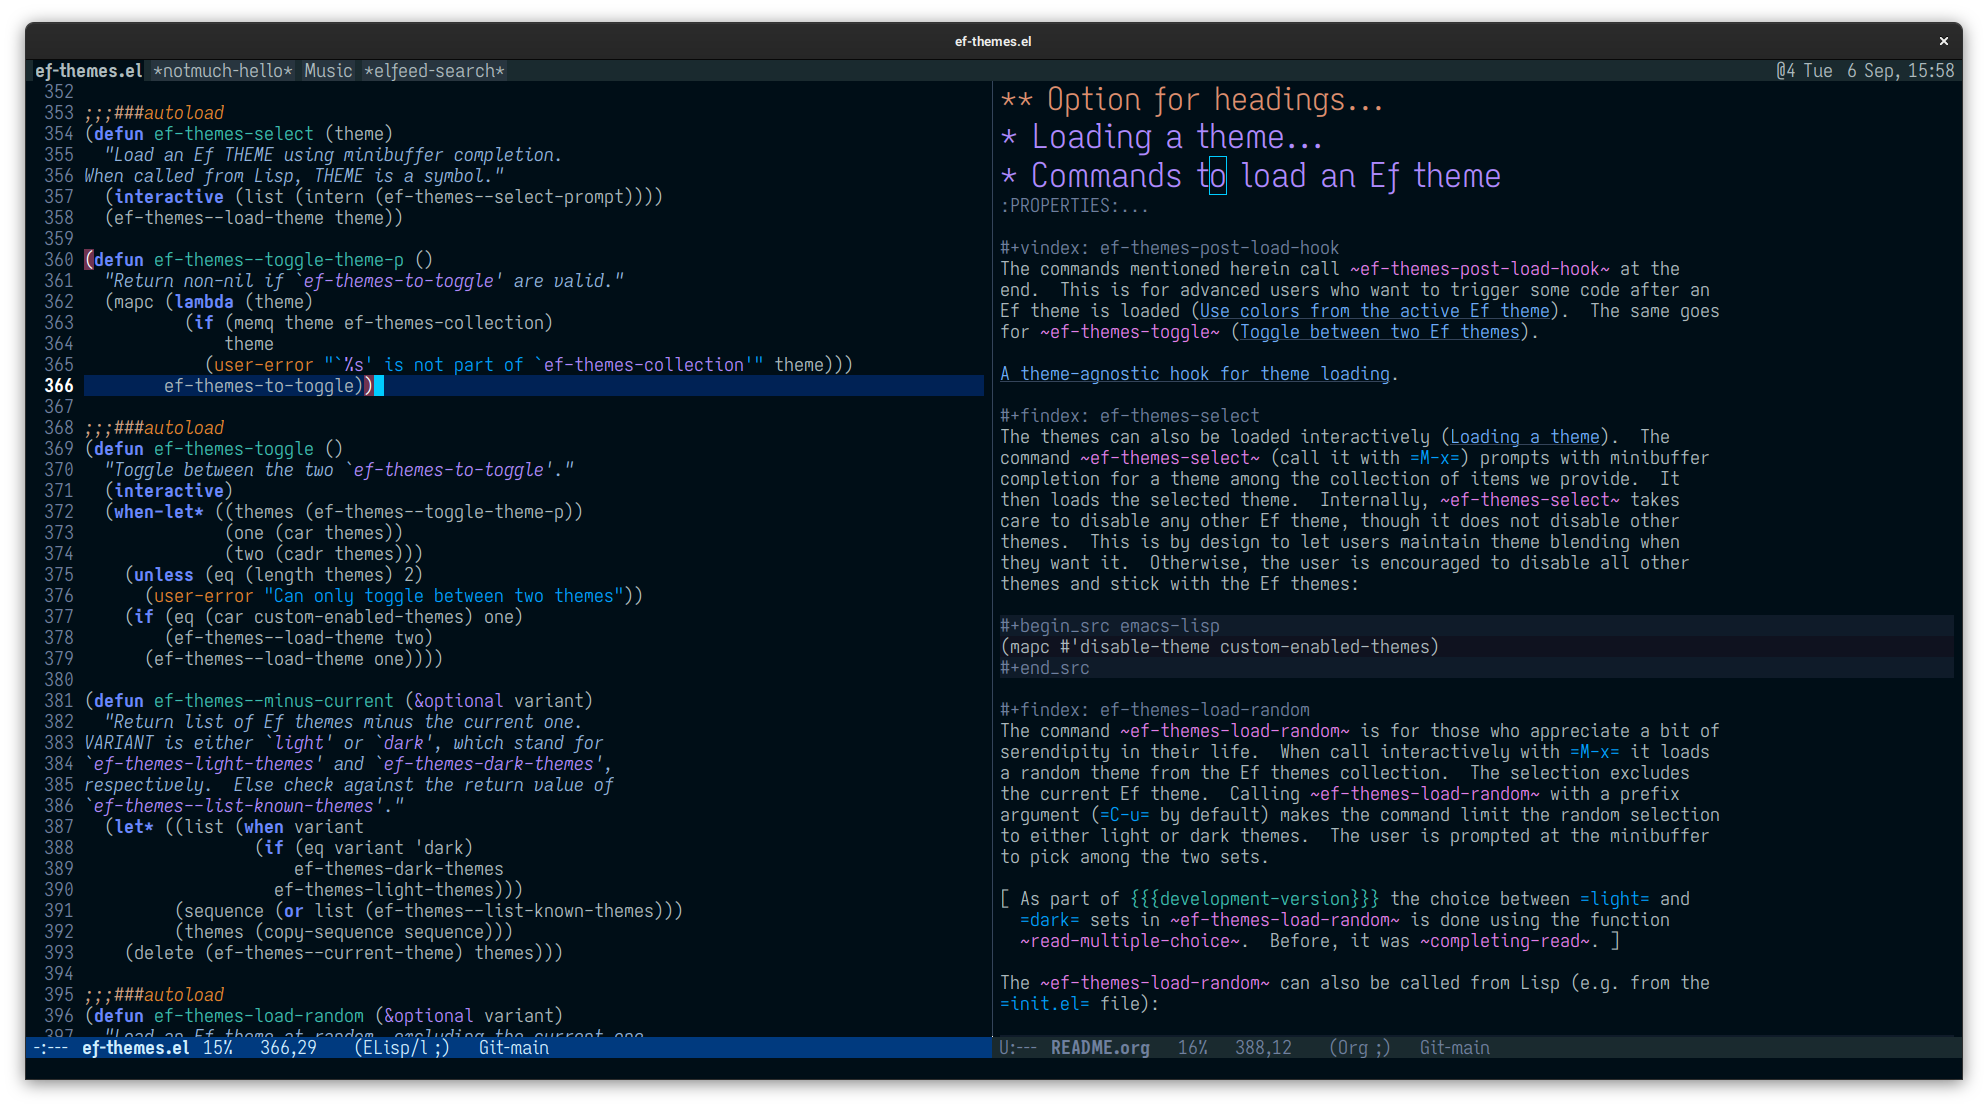 ef-themes.el
ef-themes.el *notmuch-hello* Music *elfeed-search* @4 Tue  6 Sep, 15:58
352
353 ;;;###autoload
354 (defun ef-themes-select (theme)
355   "Load an Ef THEME using minibuffer completion.
356 When called from Lisp, THEME is a symbol."
357   (interactive (list (intern (ef-themes--select-prompt))))
358   (ef-themes--load-theme theme))
359
360 (defun ef-themes--toggle-theme-p ()
361   "Return non-nil if `ef-themes-to-toggle' are valid."
362   (mapc (lambda (theme)
363           (if (memq theme ef-themes-collection)
364               theme
365             (user-error "`%s' is not part of `ef-themes-collection'" theme)))
366         ef-themes-to-toggle))
367
368 ;;;###autoload
369 (defun ef-themes-toggle ()
370   "Toggle between the two `ef-themes-to-toggle'."
371   (interactive)
372   (when-let* ((themes (ef-themes--toggle-theme-p))
373               (one (car themes))
374               (two (cadr themes)))
375     (unless (eq (length themes) 2)
376       (user-error "Can only toggle between two themes"))
377     (if (eq (car custom-enabled-themes) one)
378         (ef-themes--load-theme two)
379       (ef-themes--load-theme one))))
380
381 (defun ef-themes--minus-current (&optional variant)
382   "Return list of Ef themes minus the current one.
383 VARIANT is either `light' or `dark', which stand for
384 `ef-themes-light-themes' and `ef-themes-dark-themes',
385 respectively.  Else check against the return value of
386 `ef-themes--list-known-themes'."
387   (let* ((list (when variant
388                  (if (eq variant 'dark)
389                      ef-themes-dark-themes
390                    ef-themes-light-themes)))
391          (sequence (or list (ef-themes--list-known-themes)))
392          (themes (copy-sequence sequence)))
393     (delete (ef-themes--current-theme) themes)))
394
395 ;;;###autoload
396 (defun ef-themes-load-random (&optional variant)
397   "Load an Ef theme at random, excluding the current one.
-:---  ef-themes.el  15%   366,29    (ELisp/l ;)   Git-main
** Option for headings...
* Loading a theme...
* Commands to load an Ef theme
:PROPERTIES:...
#+vindex: ef-themes-post-load-hook
The commands mentioned herein call ~ef-themes-post-load-hook~ at the
end.  This is for advanced users who want to trigger some code after an
Ef theme is loaded (Use colors from the active Ef theme).  The same goes
for ~ef-themes-toggle~ (Toggle between two Ef themes).
A theme-agnostic hook for theme loading.
#+findex: ef-themes-select
The themes can also be loaded interactively (Loading a theme).  The
command ~ef-themes-select~ (call it with =M-x=) prompts with minibuffer
completion for a theme among the collection of items we provide.  It
then loads the selected theme.  Internally, ~ef-themes-select~ takes
care to disable any other Ef theme, though it does not disable other
themes.  This is by design to let users maintain theme blending when
they want it.  Otherwise, the user is encouraged to disable all other
themes and stick with the Ef themes:
#+begin_src emacs-lisp
(mapc #'disable-theme custom-enabled-themes)
#+end_src
#+findex: ef-themes-load-random
The command ~ef-themes-load-random~ is for those who appreciate a bit of
serendipity in their life.  When call interactively with =M-x= it loads
a random theme from the Ef themes collection.  The selection excludes
the current Ef theme.  Calling ~ef-themes-load-random~ with a prefix
argument (=C-u= by default) makes the command limit the random selection
to either light or dark themes.  The user is prompted at the minibuffer
to pick among the two sets.
[ As part of {{{development-version}}} the choice between =light= and
  =dark= sets in ~ef-themes-load-random~ is done using the function
  ~read-multiple-choice~.  Before, it was ~completing-read~. ]
The ~ef-themes-load-random~ can also be called from Lisp (e.g. from the
=init.el= file):
U:---  README.org   16%   388,12    (Org ;)   Git-main